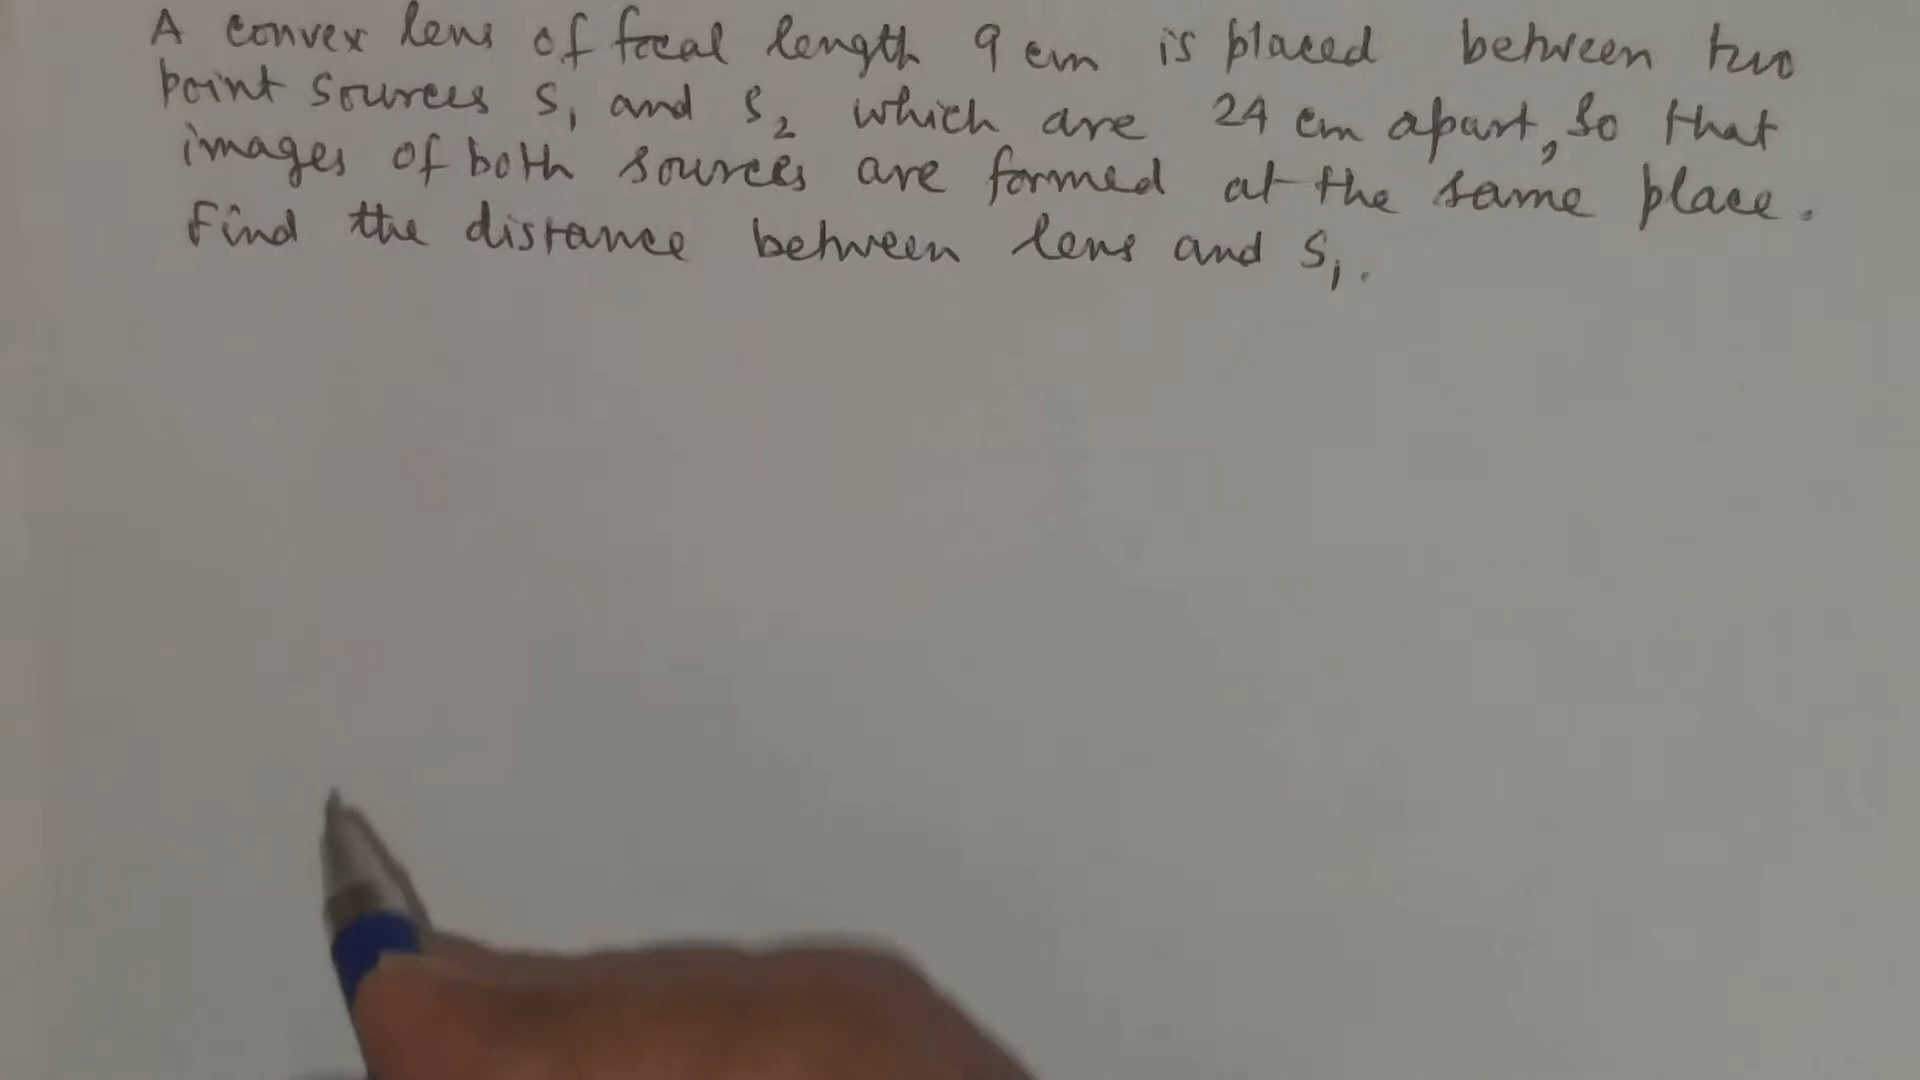 A convex lens of focal length 9 cm is placed between two
point sources S₁ and S₂ which are 24 cm apart, so that
images of both sources are formed at the same place.
Find the distance between lens and S₁.